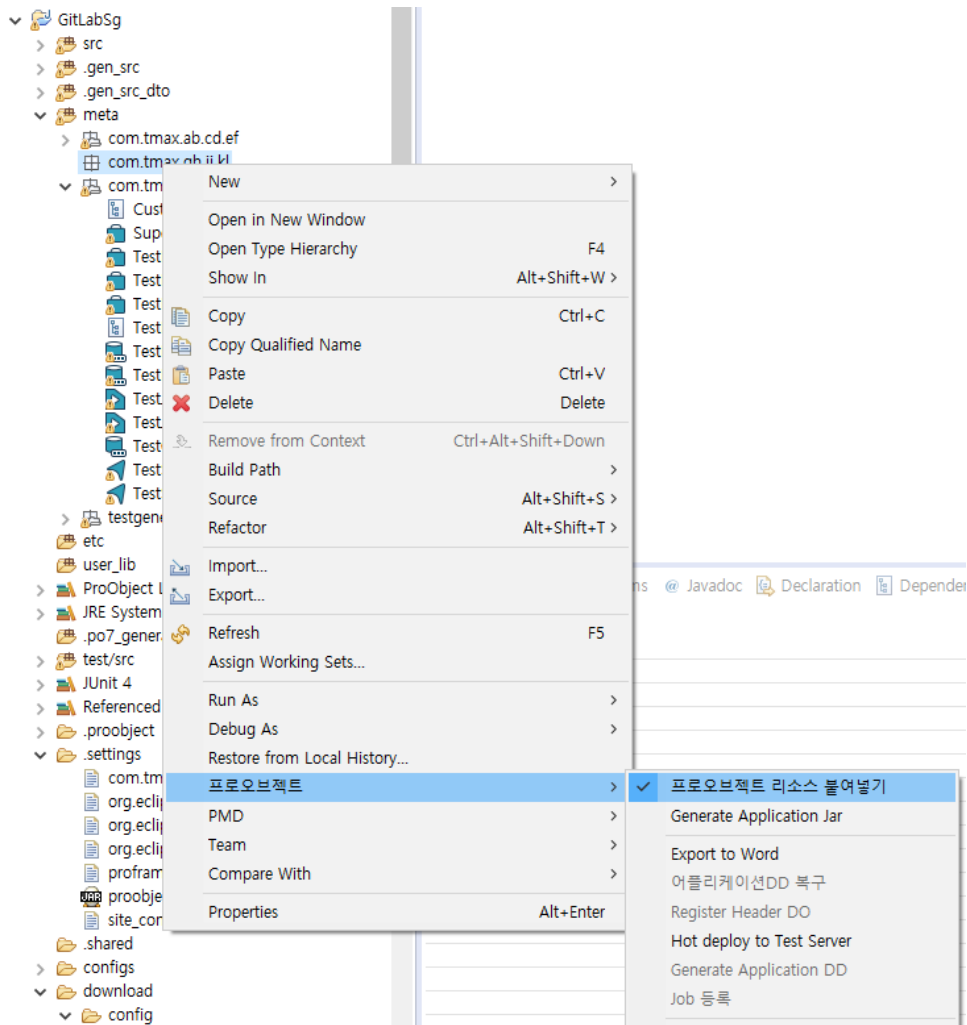 GitLabSg
src
.gen_src
.gen_src_dto
meta
com.tmax.ab.cd.ef
com.tmax.gh.ij.kl
com.tm
Cust
Sup
Test
Test
Test
Test
Test
Test
Test
Test
Test
Test
Test
testgene
etc
user_lib
ProObject L
JRE System
.po7_gener
test/src
JUnit 4
Referenced
.proobject
.settings
com.tm
org.eclip
org.eclip
org.eclip
profram
proobje
site_con
.shared
configs
download
config
New
Open in New Window
Open Type Hierarchy F4
Show In Alt+Shift+W >
Copy Ctrl+C
Copy Qualified Name
Paste Ctrl+V
Delete Delete
Remove from Context Ctrl+Alt+Shift+Down
Build Path
Source Alt+Shift+S >
Refactor Alt+Shift+T >
Import...
Export...
Refresh F5
Assign Working Sets...
Run As
Debug As
Restore from Local History...
프로오브젝트
PMD
Team
Compare With
Properties Alt+Enter
ns @ Javadoc Declaration Depender
프로오브젝트 리소스 붙여넣기
Generate Application Jar
Export to Word
어플리케이션DD 복구
Register Header DO
Hot deploy to Test Server
Generate Application DD
Job 등록